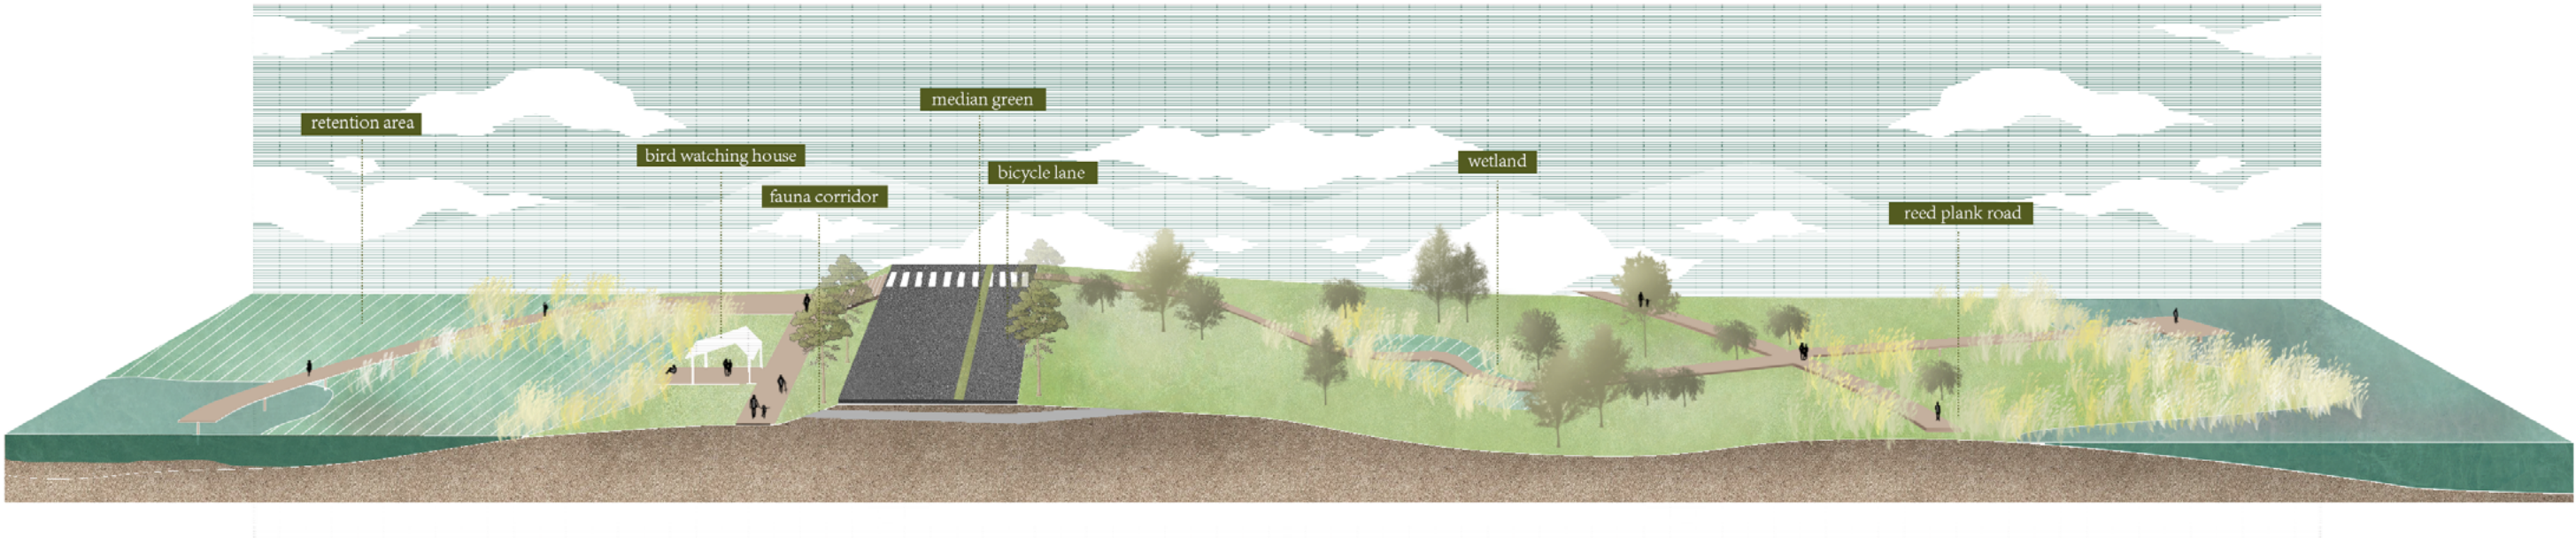 median green
retention area
bird watching house
wetland
bicycle lane
fauna corridor
reed plank road